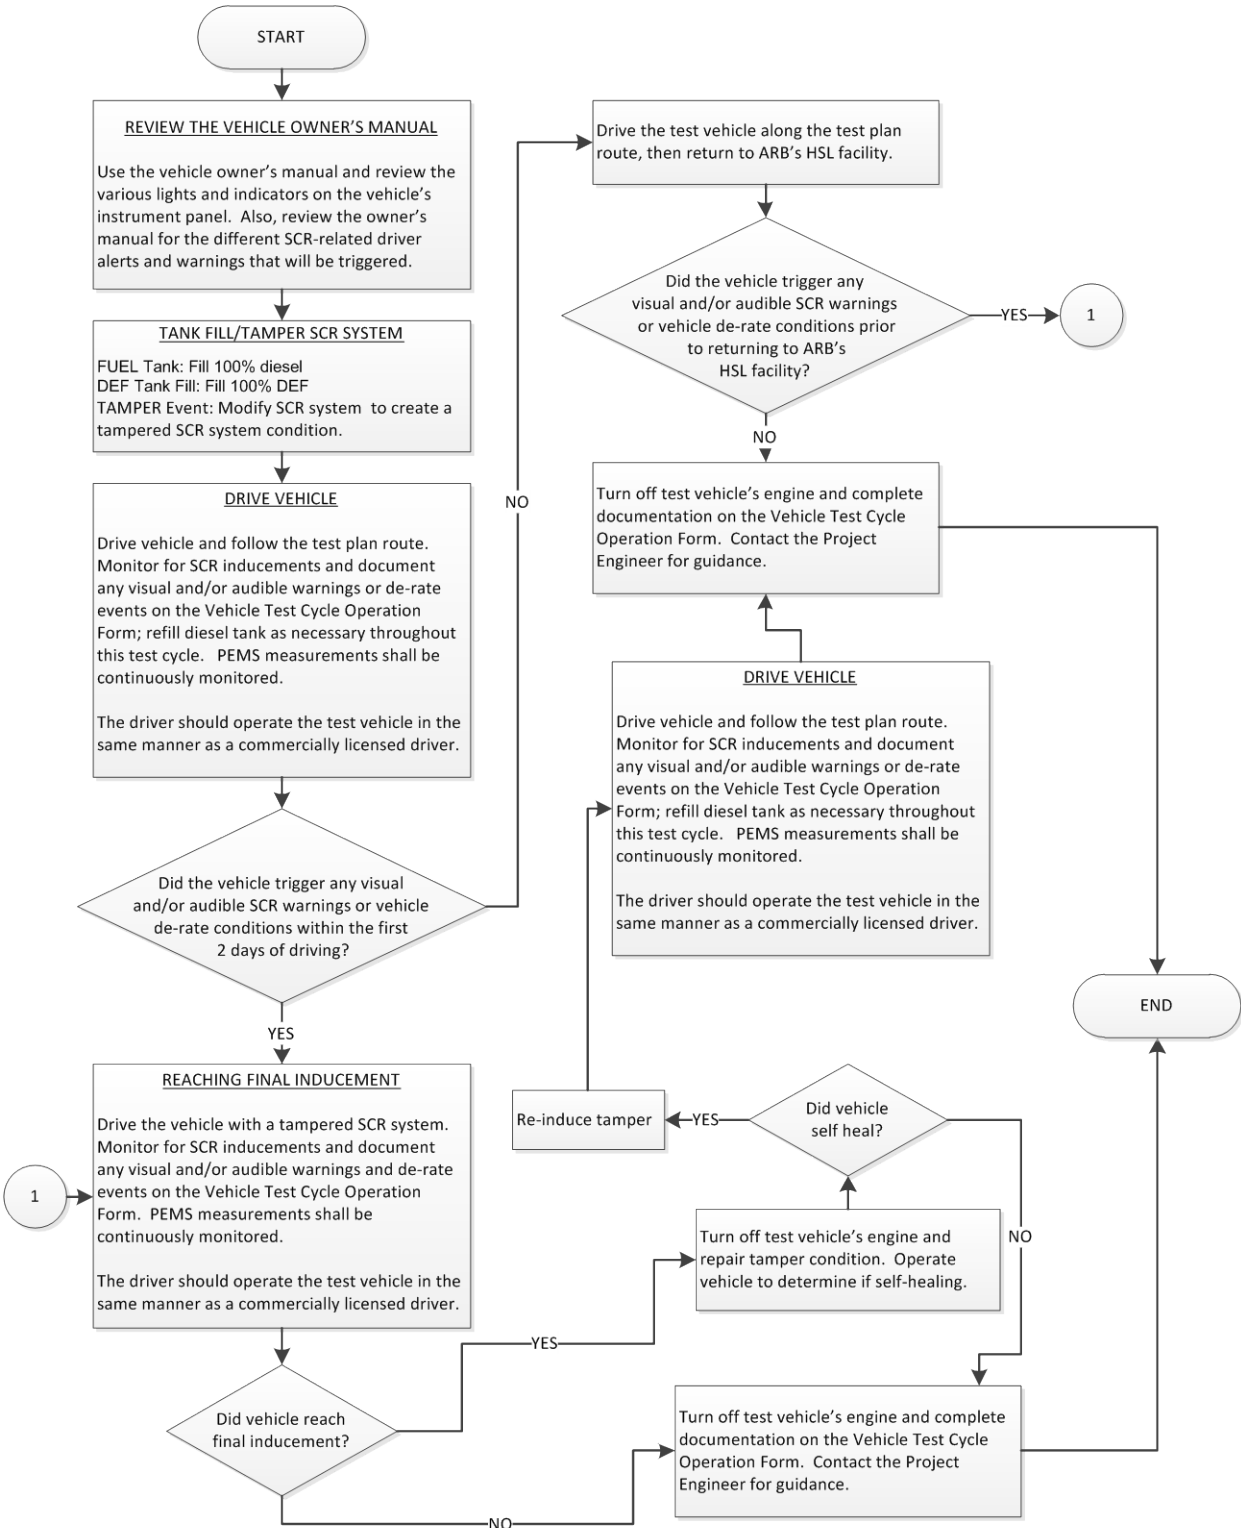 START
REVIEW THE VEHICLE OWNER’S MANUAL
Use the vehicle owner’s manual and review the
various lights and indicators on the vehicle’s
instrument panel.  Also, review the owner’s
manual for the different SCR-related driver
alerts and warnings that will be triggered.
TANK FILL/TAMPER SCR SYSTEM
FUEL Tank: Fill 100% diesel
DEF Tank Fill: Fill 100% DEF
TAMPER Event: Modify SCR system  to create a
tampered SCR system condition.
DRIVE VEHICLE
Drive vehicle and follow the test plan route.
Monitor for SCR inducements and document
any visual and/or audible warnings or de-rate
events on the Vehicle Test Cycle Operation
Form; refill diesel tank as necessary throughout
this test cycle.   PEMS measurements shall be
continuously monitored.
The driver should operate the test vehicle in the
same manner as a commercially licensed driver.
Did the vehicle trigger any visual
and/or audible SCR warnings or vehicle
de-rate conditions within the first
2 days of driving?
NO
YES
REACHING FINAL INDUCEMENT
Drive the vehicle with a tampered SCR system.
Monitor for SCR inducements and document
any visual and/or audible warnings and de-rate
events on the Vehicle Test Cycle Operation
Form.  PEMS measurements shall be
continuously monitored.
The driver should operate the test vehicle in the
same manner as a commercially licensed driver.
1
Did vehicle reach
final inducement?
YES
NO
Drive the test vehicle along the test plan
route, then return to ARB’s HSL facility.
Did the vehicle trigger any
visual and/or audible SCR warnings
or vehicle de-rate conditions prior
to returning to ARB’s
HSL facility?
YES
1
NO
Turn off test vehicle’s engine and complete
documentation on the Vehicle Test Cycle
Operation Form.  Contact the Project
Engineer for guidance.
DRIVE VEHICLE
Drive vehicle and follow the test plan route.
Monitor for SCR inducements and document
any visual and/or audible warnings or de-rate
events on the Vehicle Test Cycle Operation
Form; refill diesel tank as necessary throughout
this test cycle.   PEMS measurements shall be
continuously monitored.
The driver should operate the test vehicle in the
same manner as a commercially licensed driver.
END
Re-induce tamper
YES
Did vehicle
self heal?
NO
Turn off test vehicle’s engine and
repair tamper condition.  Operate
vehicle to determine if self-healing.
Turn off test vehicle’s engine and complete
documentation on the Vehicle Test Cycle
Operation Form.  Contact the Project
Engineer for guidance.